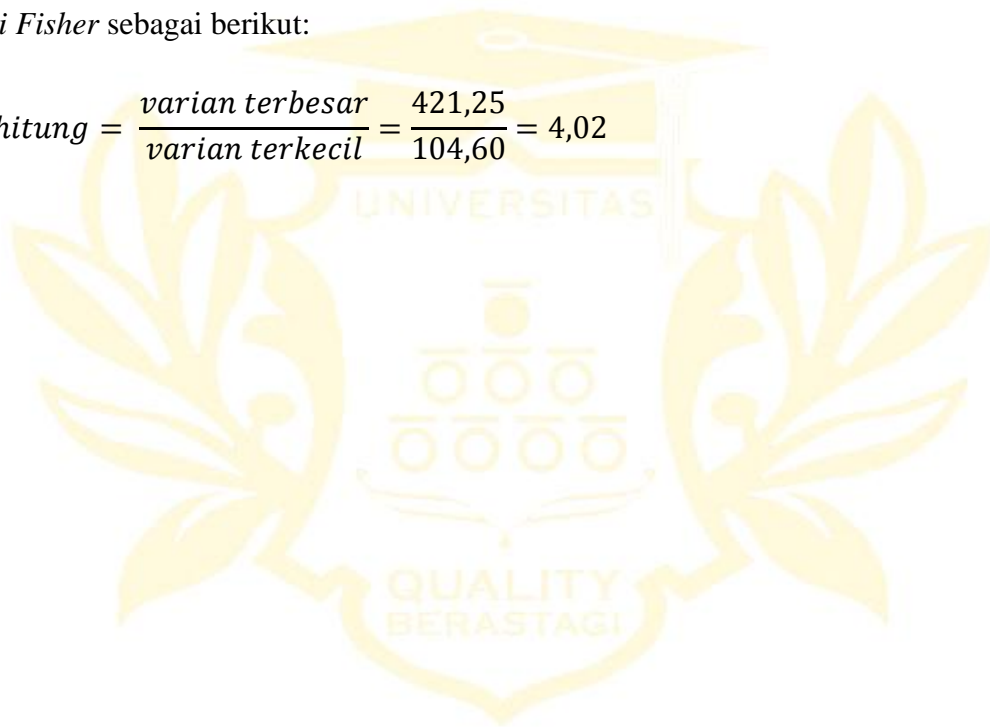 i Fisher sebagai berikut:
hitung = varian terbesar / varian terkecil = 421,25 / 104,60 = 4,02
UNIVERSITAS
QUALITY
BERASTAGI